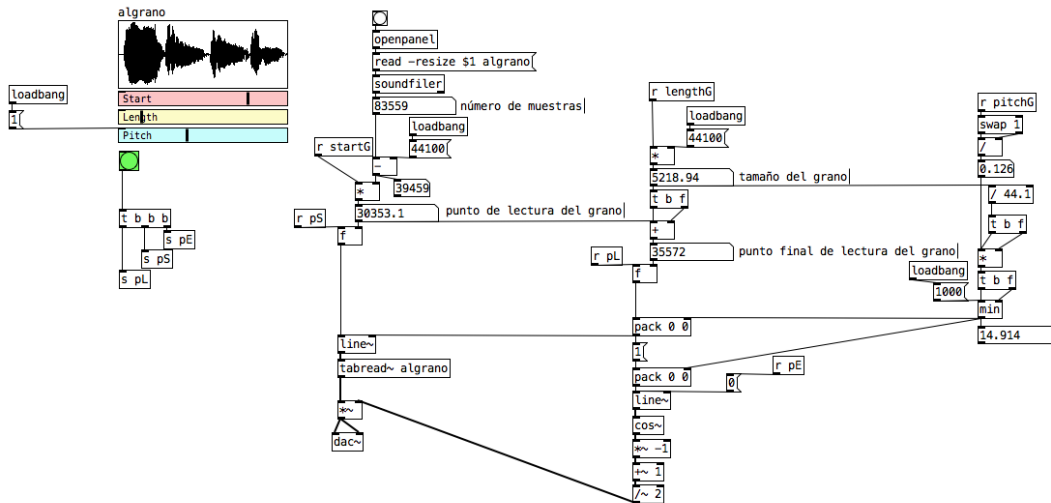 algrano
Start
Length
Pitch
loadbang
1
t b b b
s pE
s pS
s pL
openpanel
read -resize $1 algrano
soundfiler
83559 número de muestras
loadbang
44100
r startG
-
39459
*
30353.1 punto de lectura del grano
r pS
f
line~
tabread~ algrano
*~
dac~
r lengthG
loadbang
44100
*
5218.94 tamaño del grano
t b f
+
35572 punto final de lectura del grano
r pL
f
pack 0 0
1
pack 0 0
r pE
0
line~
cos~
*~ -1
+~ 1
/~ 2
r pitchG
swap 1
/
0.126
/ 44.1
t b f
*
loadbang
t b f
1000
min
14.914